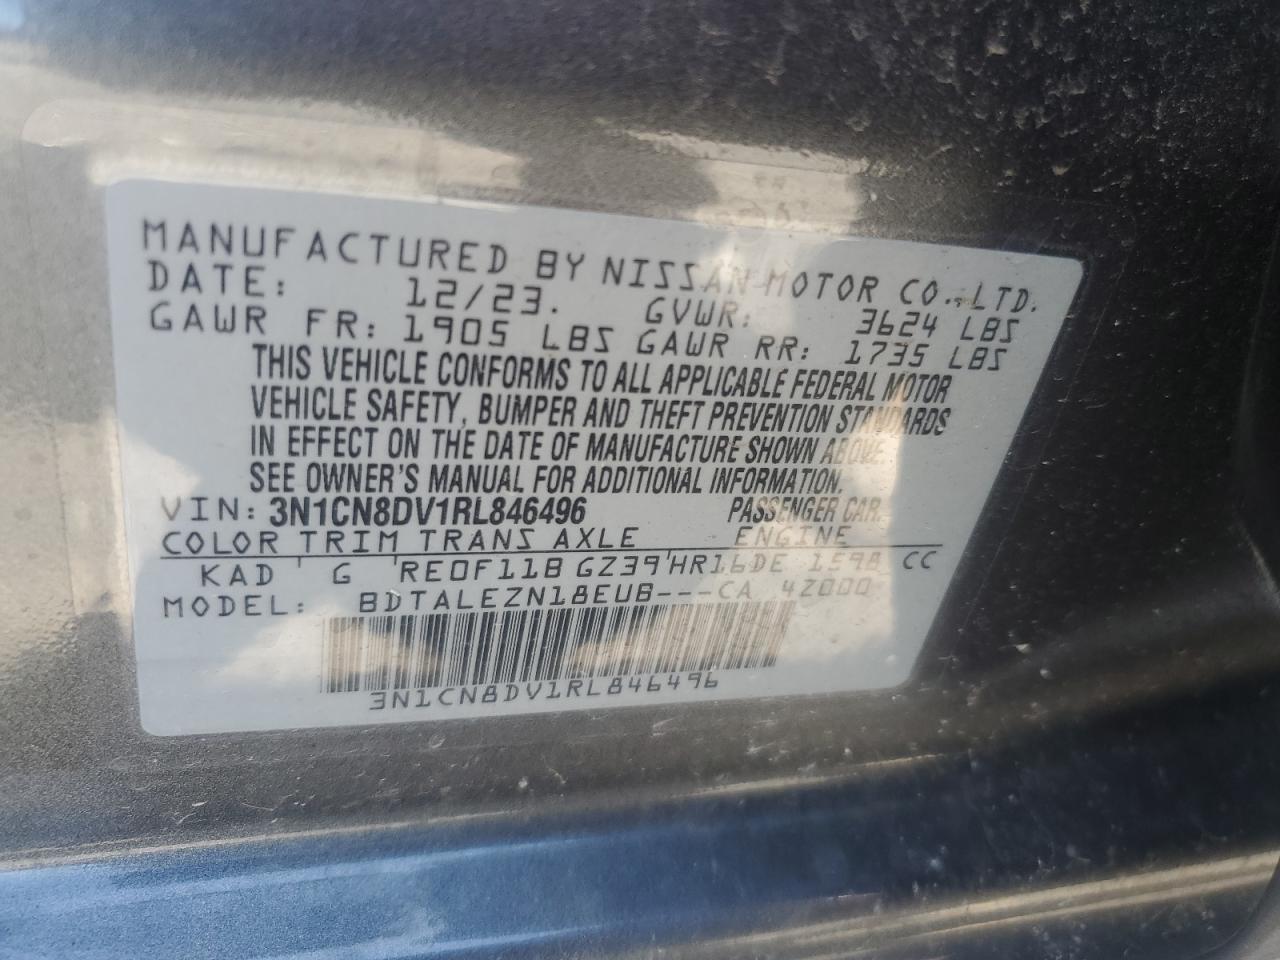 MANUFACTURED BY NISSAN MOTOR CO., LTD.
DATE: 12/23. GVWR: 3624 LBS
GAWR FR: 1905 LBS GAWR RR: 1735 LBS
THIS VEHICLE CONFORMS TO ALL APPLICABLE FEDERAL MOTOR
VEHICLE SAFETY, BUMPER AND THEFT PREVENTION STANDARDS
IN EFFECT ON THE DATE OF MANUFACTURE SHOWN ABOVE.
SEE OWNER'S MANUAL FOR ADDITIONAL INFORMATION.
VIN: 3N1CN8DV1RL846496 PASSENGER CAR.
COLOR TRIM TRANS AXLE ENGINE
KAD ' G 'RE0F11B GZ39'HR16DE 1598 CC
MODEL: BDTALEZN18EUB---CA 4Z000
3N1CN8DV1RL846496